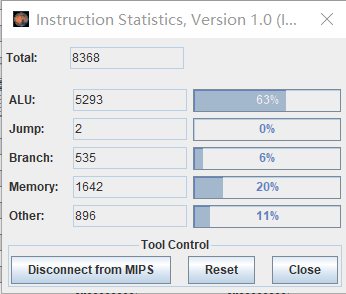 Instruction Statistics, Version 1.0 (I...
Total: 8368
ALU: 5293 63%
Jump: 2 0%
Branch: 535 6%
Memory: 1642 20%
Other: 896 11%
Tool Control
Disconnect from MIPS Reset Close